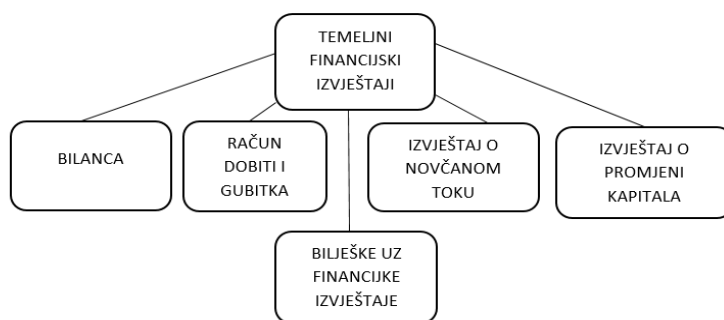 TEMELJNI
FINANCIJSKI
IZVJEŠTAJI
BILANCA
RAČUN
DOBITI I
GUBITKA
IZVJEŠTAJ O
NOVČANOM
TOKU
IZVJEŠTAJ O
PROMJENI
KAPITALA
BILJEŠKE UZ
FINANCIJKE
IZVJEŠTAJE